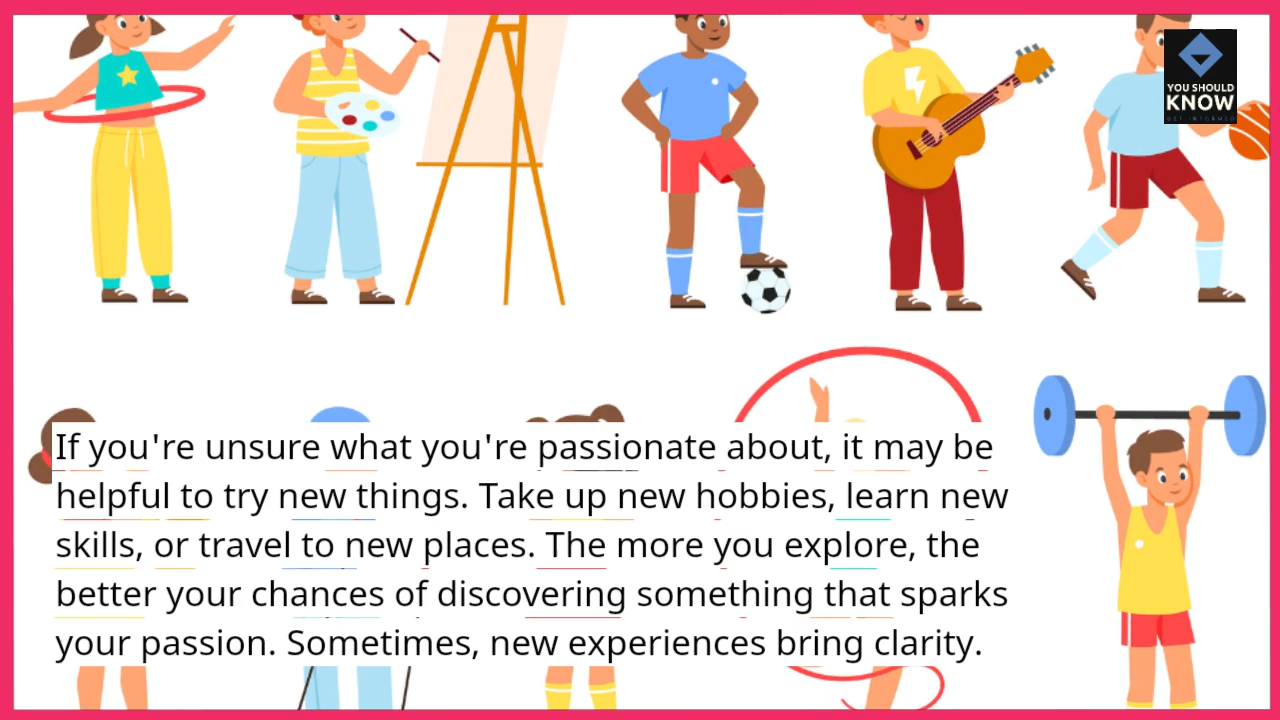 YOU SHOULD
KNOW
GET INFORMED
If you're unsure what you're passionate about, it may be
helpful to try new things. Take up new hobbies, learn new
skills, or travel to new places. The more you explore, the
better your chances of discovering something that sparks
your passion. Sometimes, new experiences bring clarity.